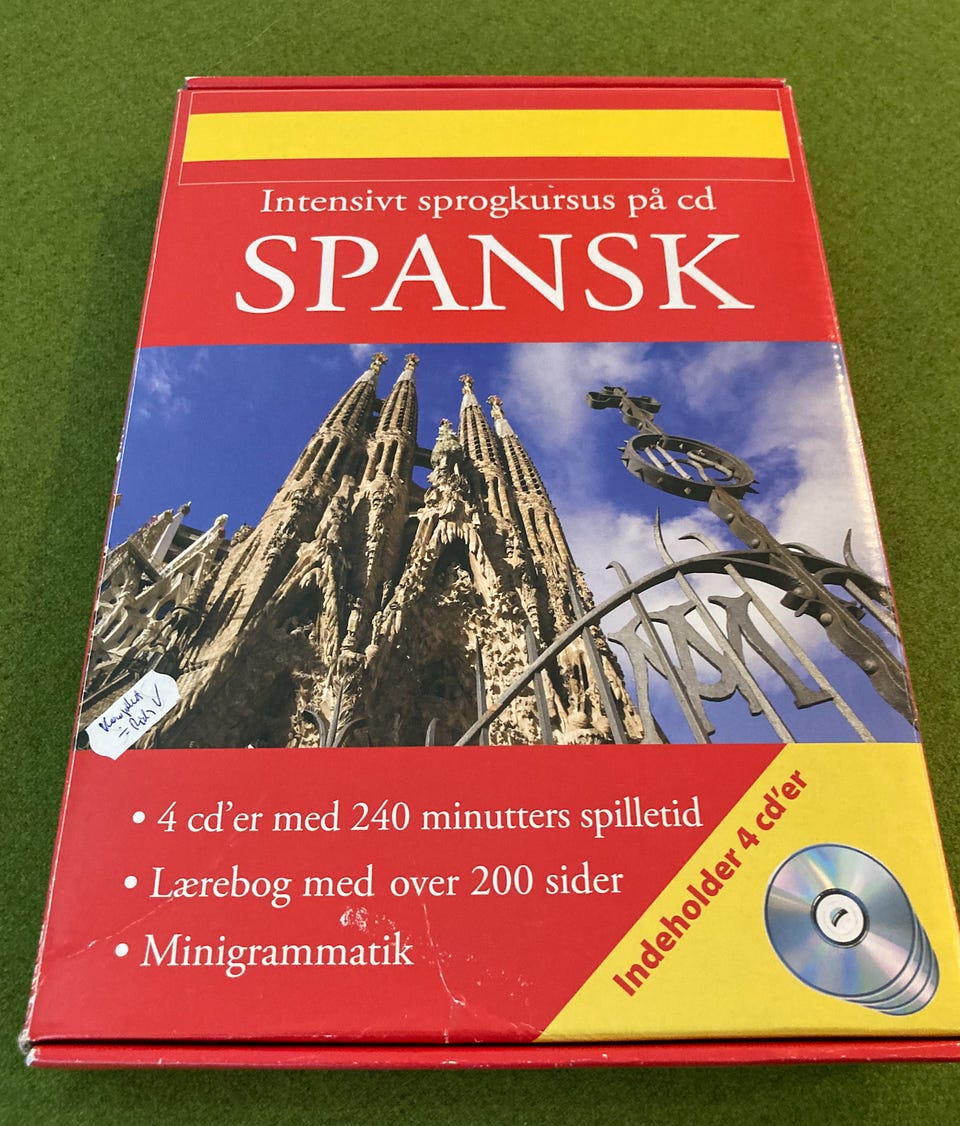 Intensivt sprogkursus på cd
SPANSK
• 4 cd’er med 240 minutters spilletid
• Lærebog med over 200 sider
• Minigrammatik
Indeholder 4 cd’er